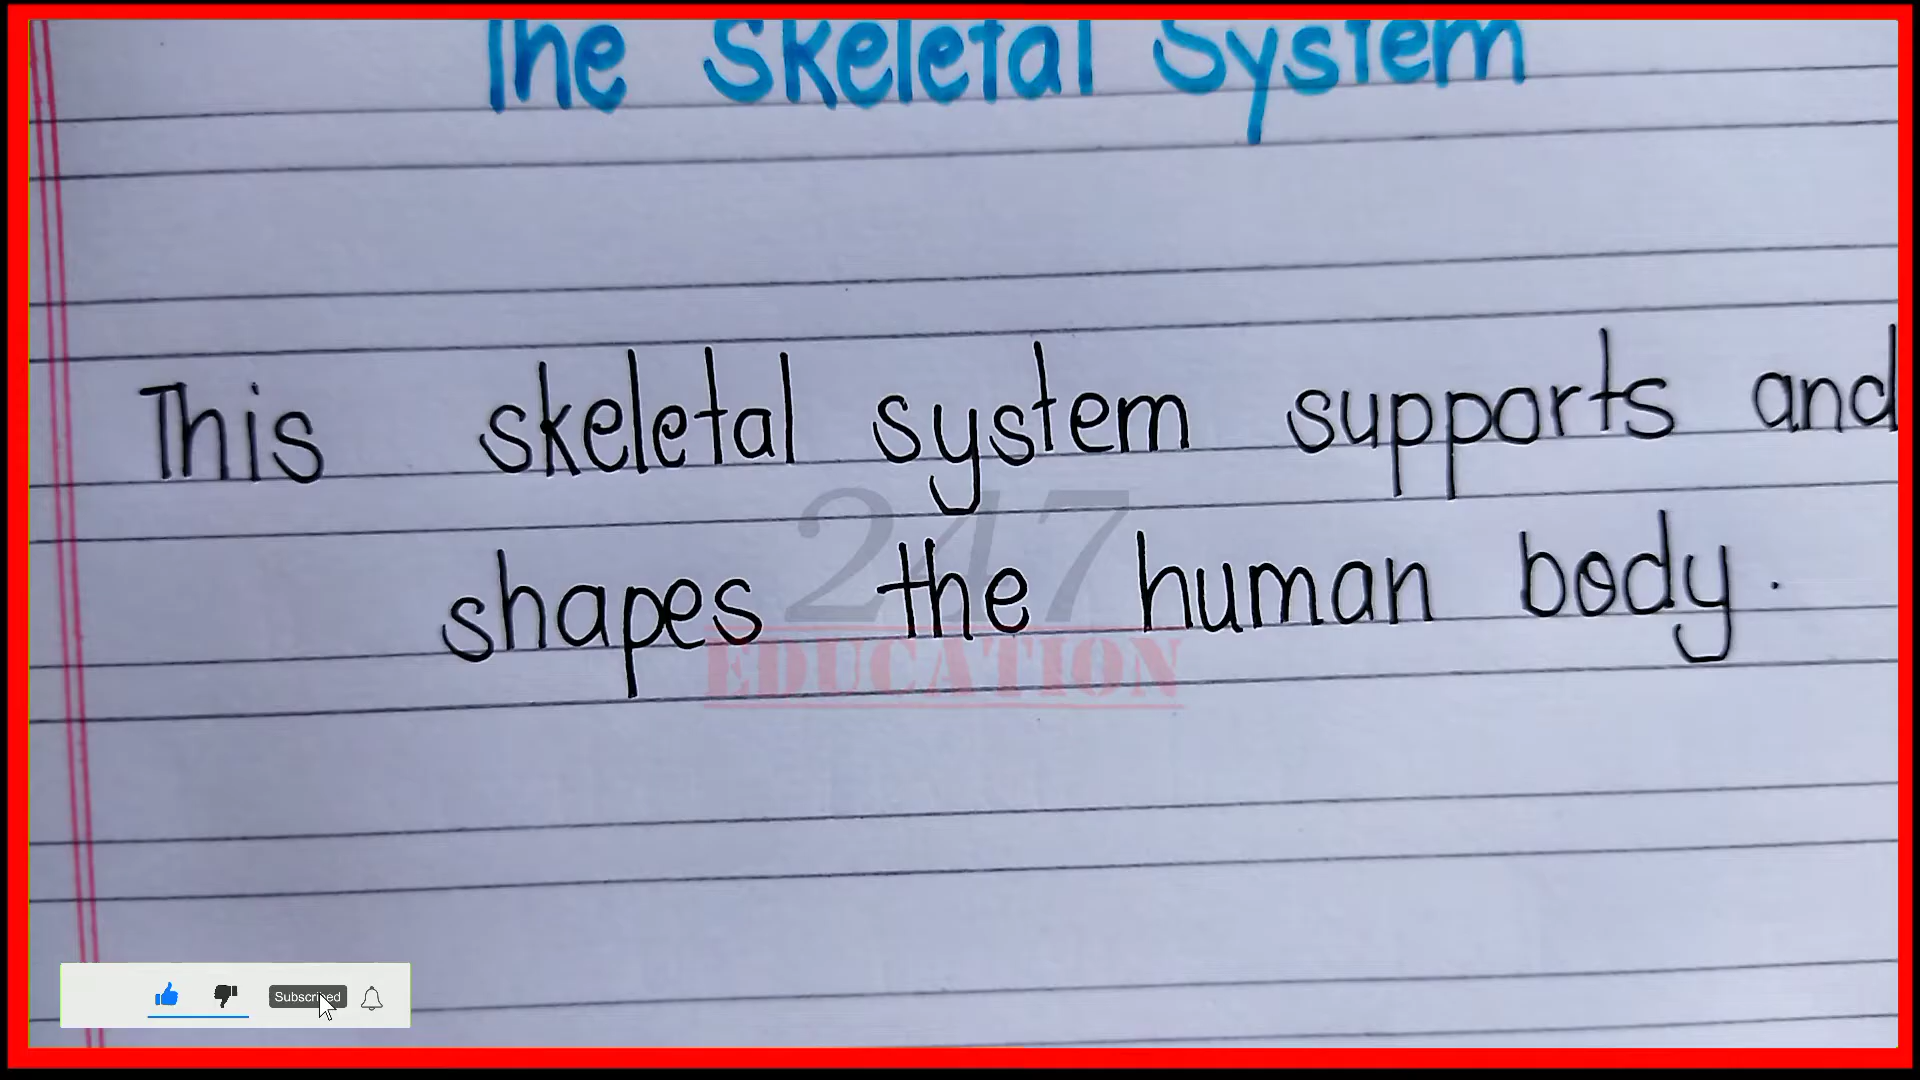 The Skeletal System
This skeletal system supports and
shapes the human body.
247
EDUCATION
Subscribed